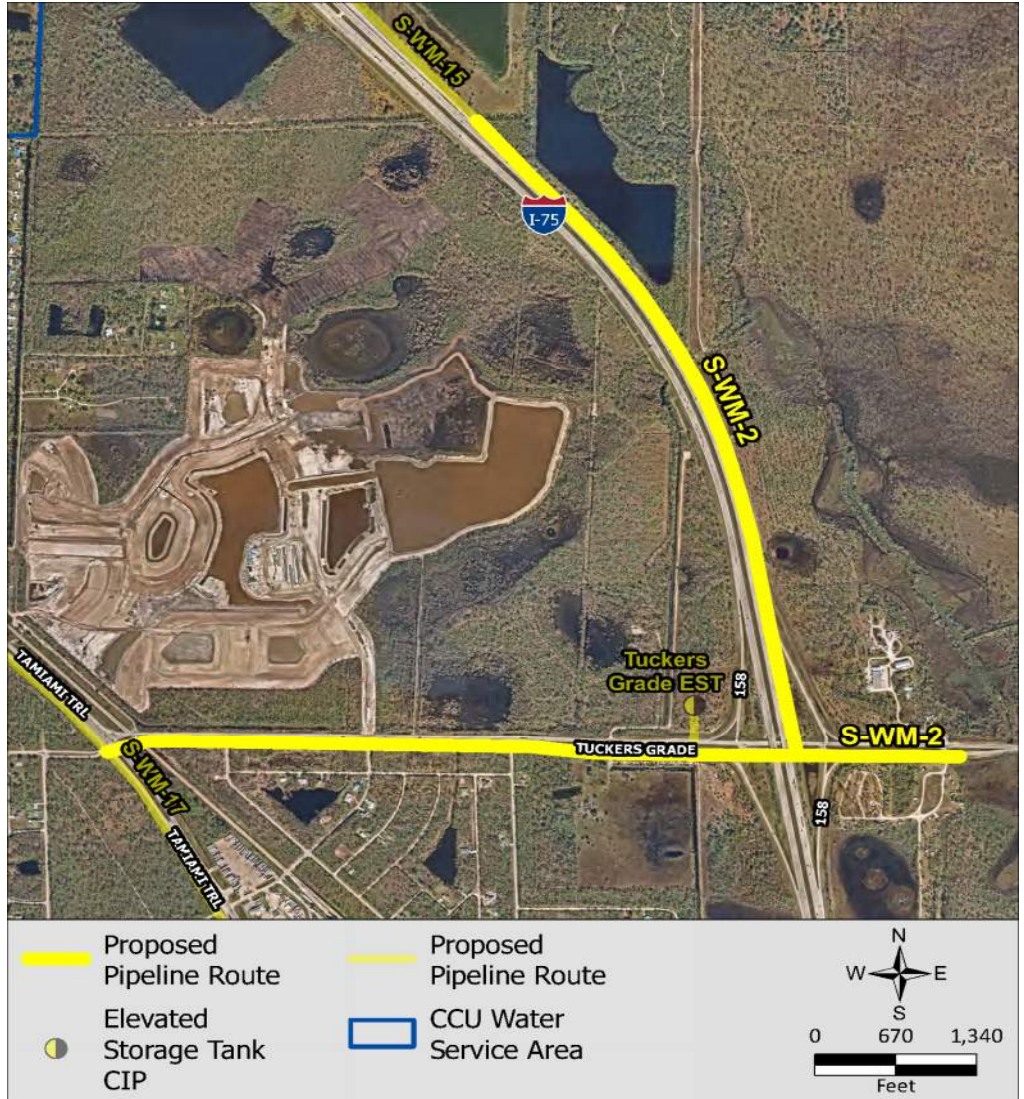 S-WM-15
I-75
S-WM-2
Tuckers
Grade EST
158
TAMIAMI TRL
S-WM-2
TUCKERS GRADE
S-WM-17
158
TAMIAMI TRL
Proposed
Pipeline Route
Proposed
Pipeline Route
Elevated
Storage Tank
CIP
CCU Water
Service Area
N
W
E
S
0 670 1,340
Feet